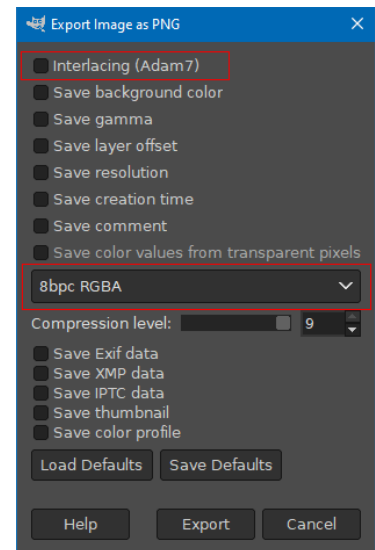 Export Image as PNG
Interlacing (Adam7)
Save background color
Save gamma
Save layer offset
Save resolution
Save creation time
Save comment
Save color values from transparent pixels
8bpc RGBA
Compression level: 9
Save Exif data
Save XMP data
Save IPTC data
Save thumbnail
Save color profile
Load Defaults Save Defaults
Help Export Cancel